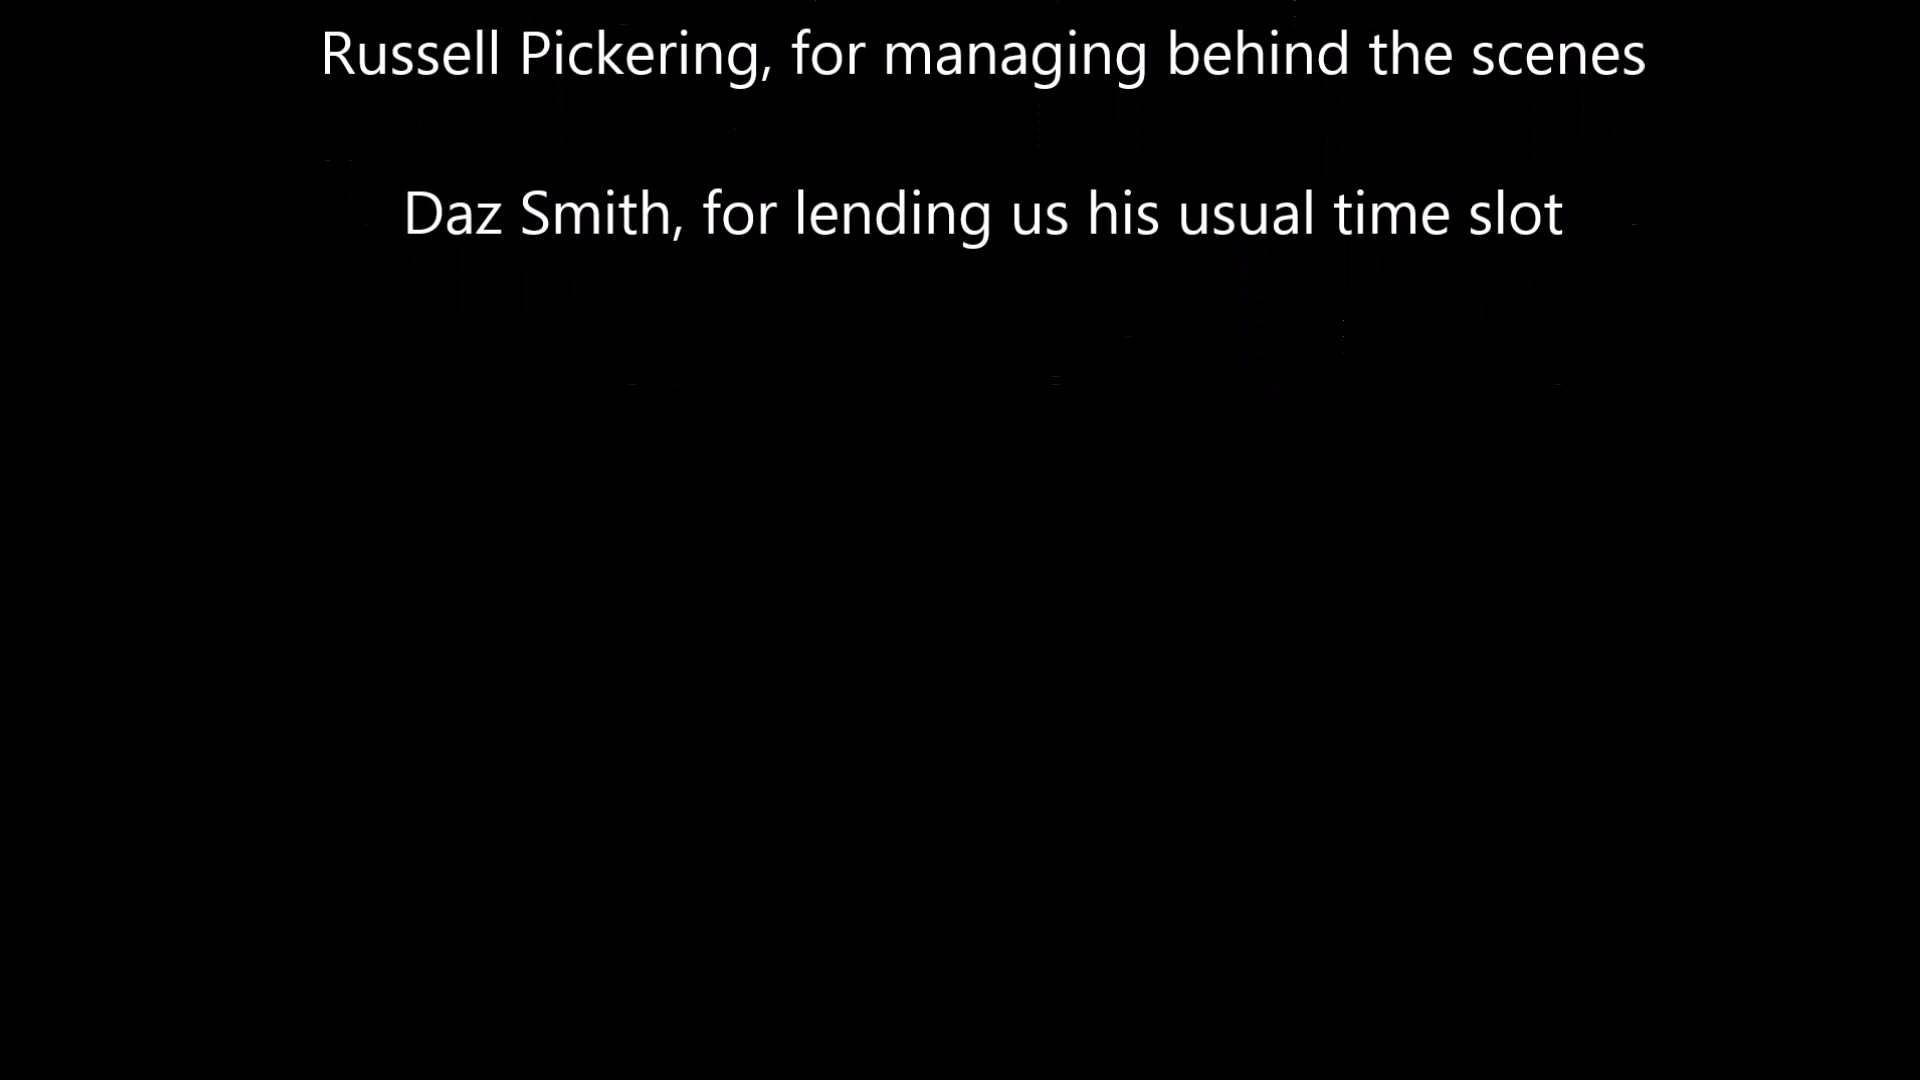 Russell Pickering, for managing behind the scenes
Daz Smith, for lending us his usual time slot